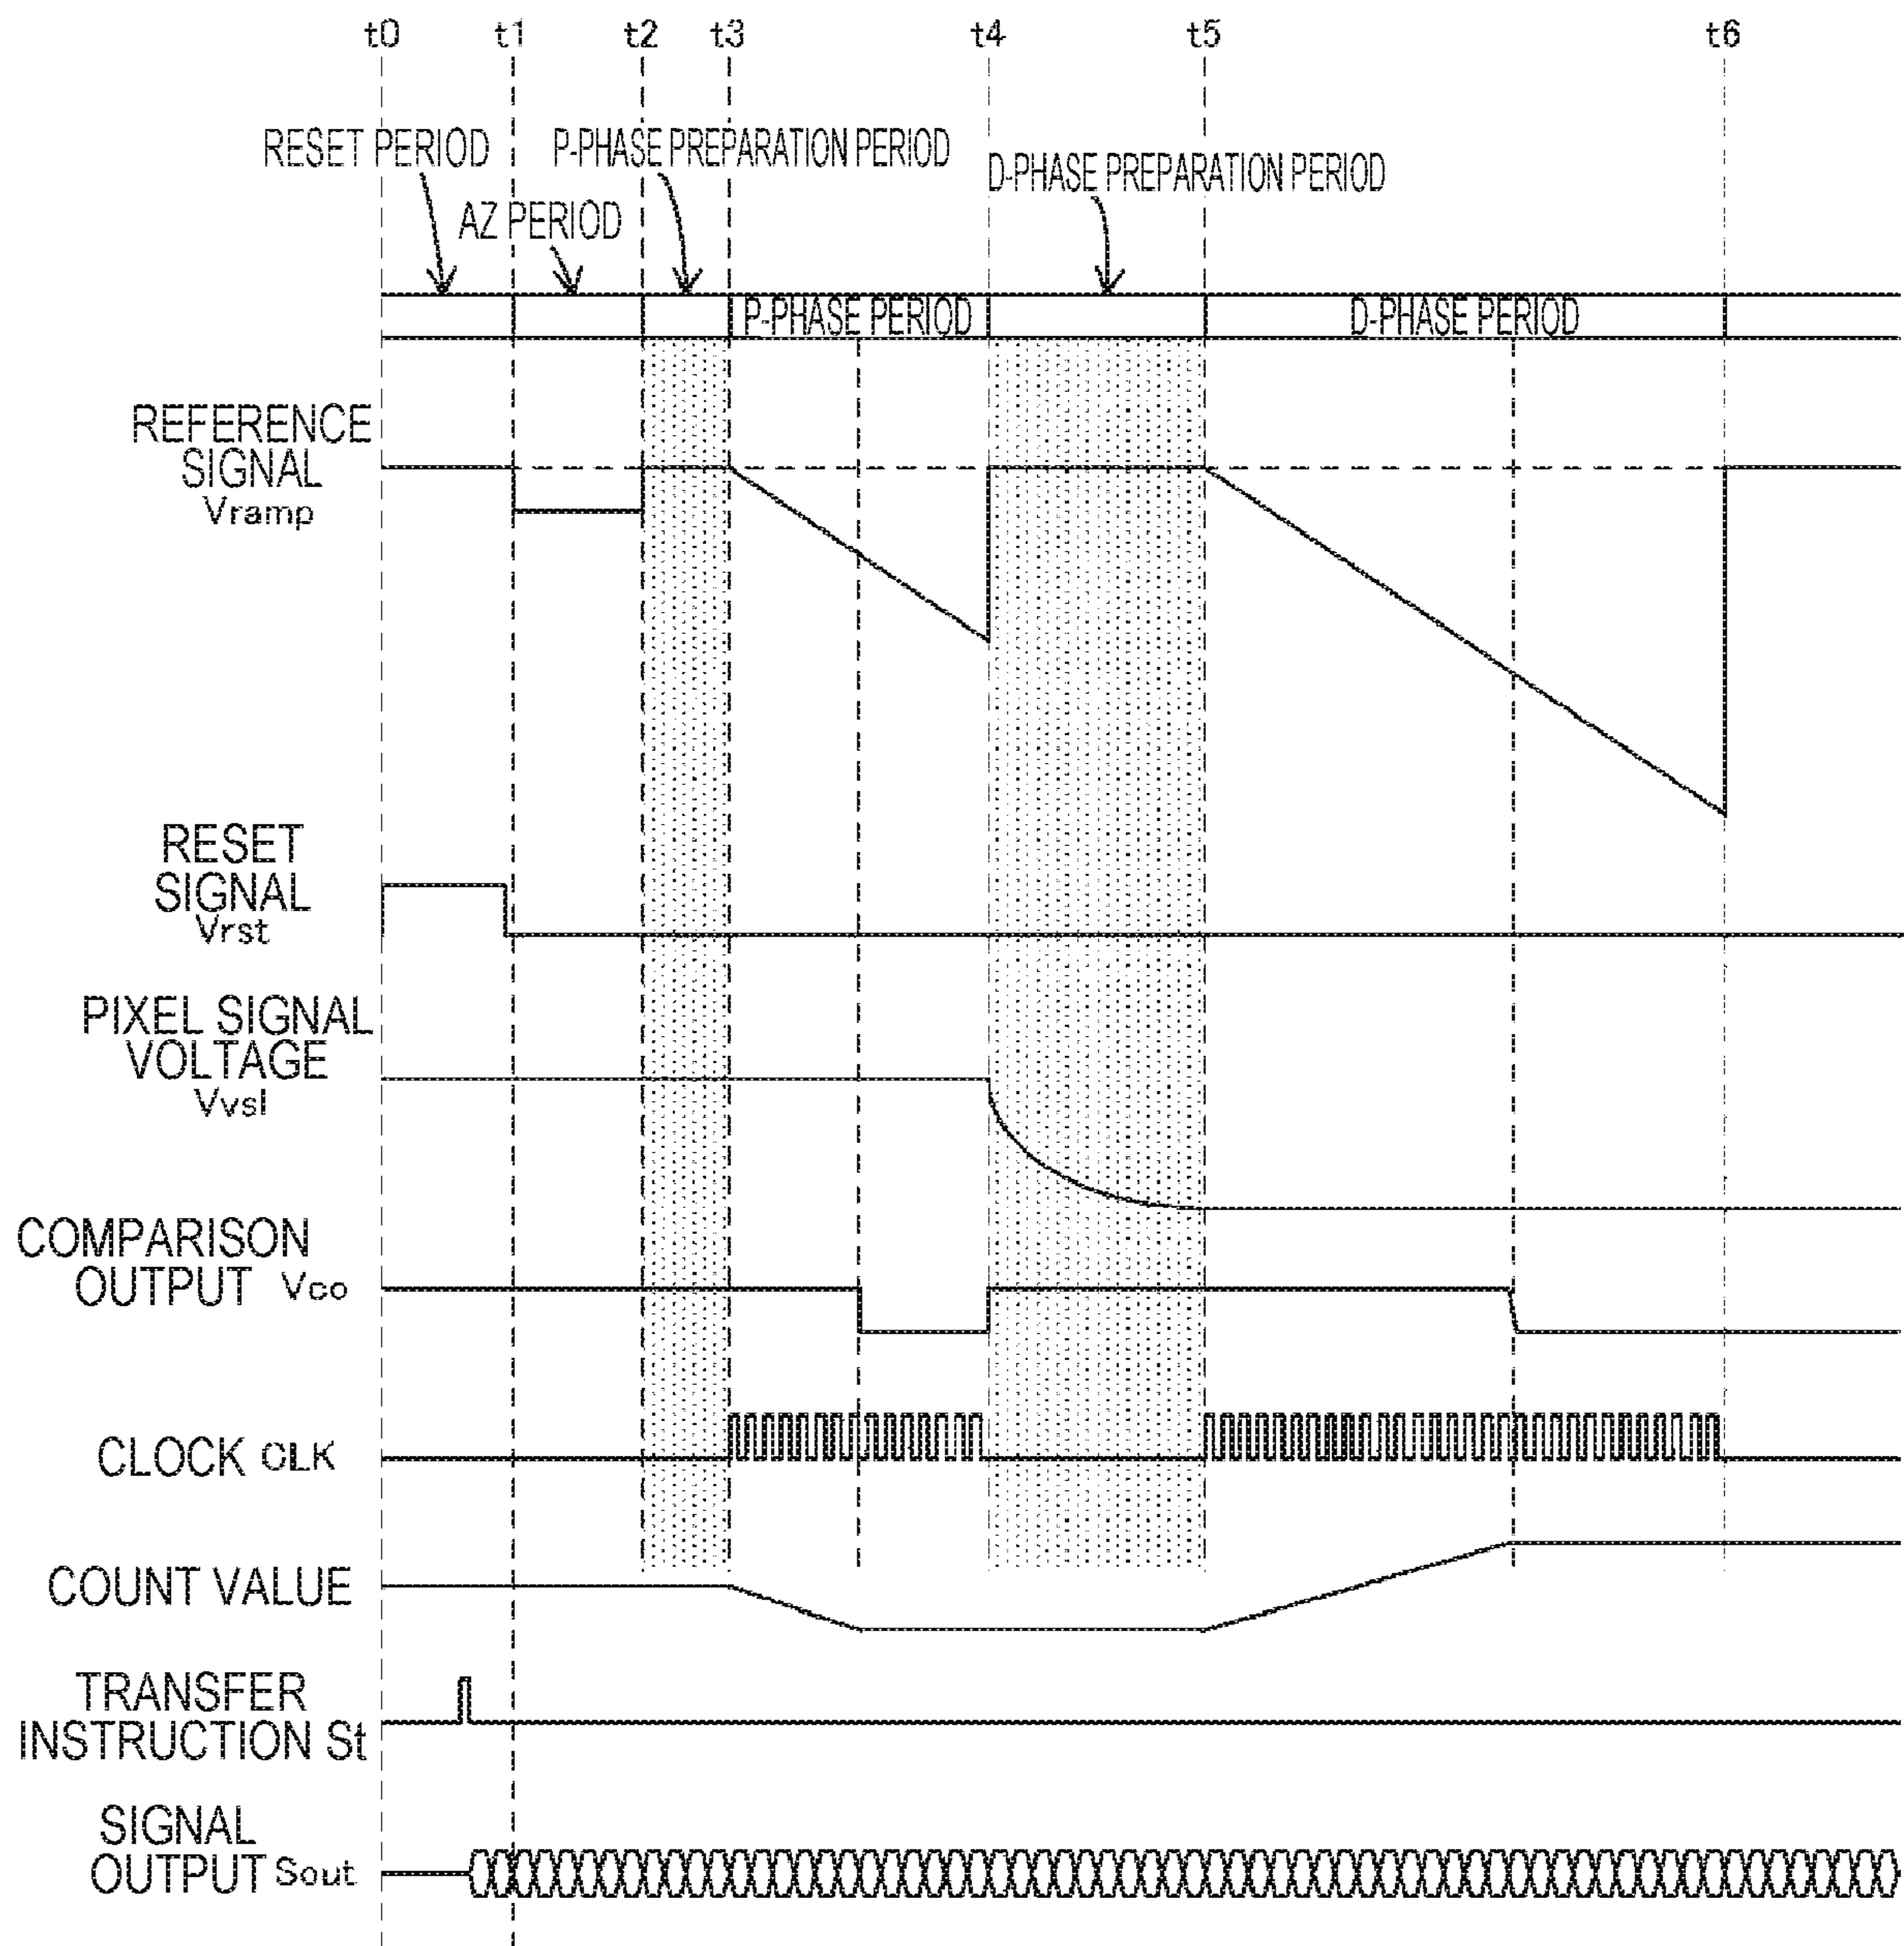 t0 t1 t2 t3 t4 t5 t6
RESET PERIOD
P-PHASE PREPARATION PERIOD
D-PHASE PREPARATION PERIOD
AZ PERIOD
P-PHASE PERIOD
D-PHASE PERIOD
REFERENCE
SIGNAL
Vramp
RESET
SIGNAL
Vrst
PIXEL SIGNAL
VOLTAGE
Vvsl
COMPARISON
OUTPUT Vco
CLOCK CLK
COUNT VALUE
TRANSFER
INSTRUCTION St
SIGNAL
OUTPUT Sout